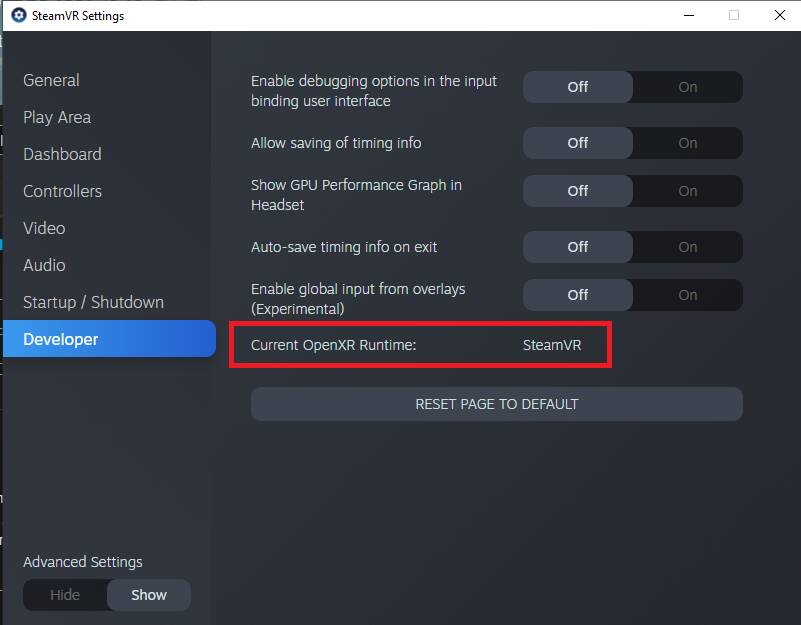 SteamVR Settings
General
Play Area
Dashboard
Controllers
Video
Audio
Startup / Shutdown
Developer
Advanced Settings
Hide Show
Enable debugging options in the input
binding user interface
Off On
Allow saving of timing info
Off On
Show GPU Performance Graph in
Headset
Off On
Auto-save timing info on exit
Off On
Enable global input from overlays
(Experimental)
Off On
Current OpenXR Runtime: SteamVR
RESET PAGE TO DEFAULT